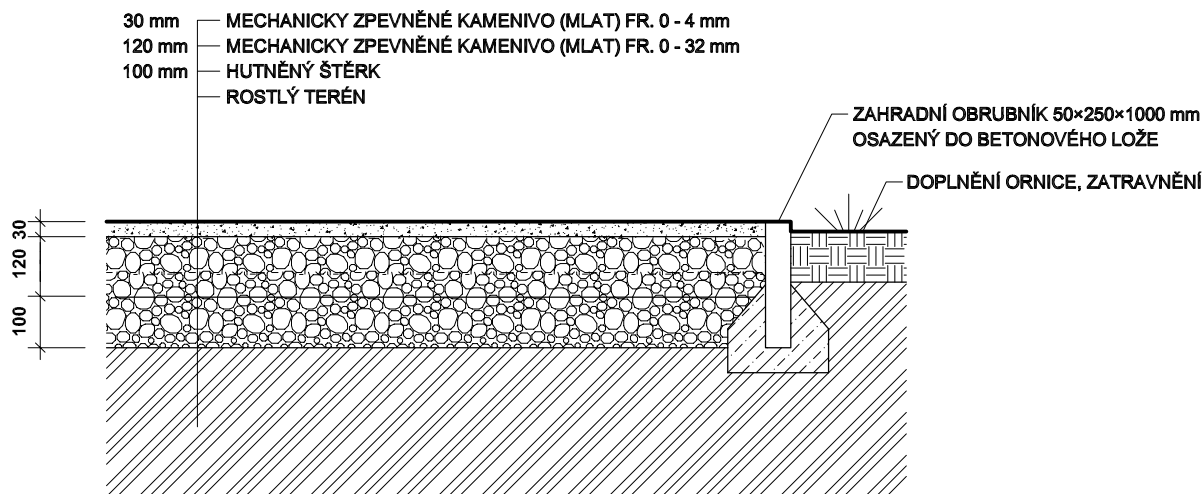 30 mm MECHANICKY ZPEVNĚNÉ KAMENIVO (MLAT) FR. 0 - 4 mm
120 mm MECHANICKY ZPEVNĚNÉ KAMENIVO (MLAT) FR. 0 - 32 mm
100 mm HUTNĚNÝ ŠTĚRK
ROSTLÝ TERÉN
ZAHRADNÍ OBRUBNÍK 50×250×1000 mm
OSAZENÝ DO BETONOVÉHO LOŽE
DOPLNĚNÍ ORNICE, ZATRAVNĚNÍ
30
120
100